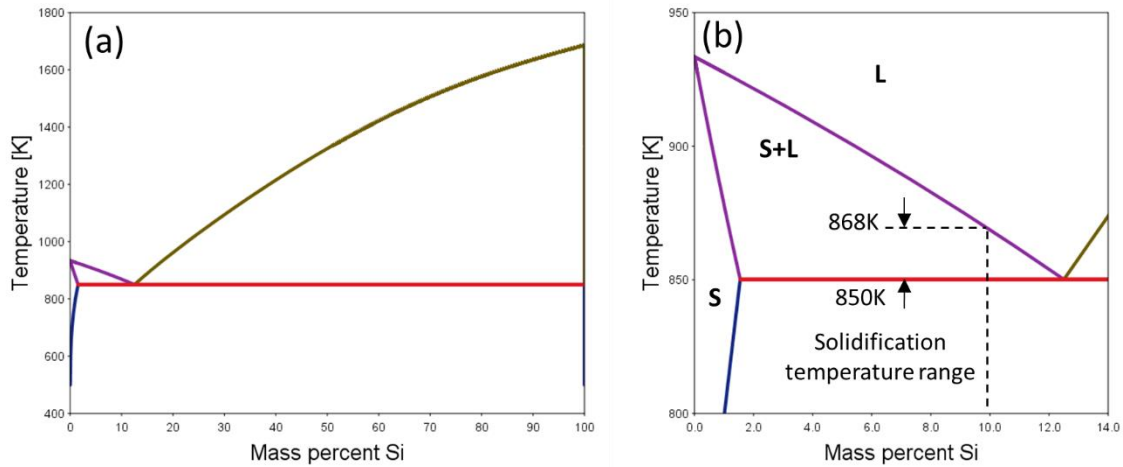 (a)
1800
1600
1400
1200
1000
800
600
400
Temperature [K]
0 10 20 30 40 50 60 70 80 90 100
Mass percent Si
(b)
950
900
850
800
Temperature [K]
L
S+L
868K
S
850K
Solidification
temperature range
0.0 2.0 4.0 6.0 8.0 10.0 12.0 14.0
Mass percent Si